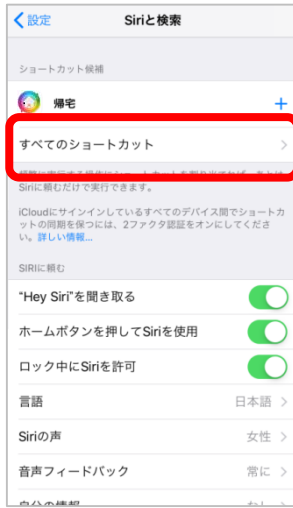 設定
Siriと検索
ショートカット候補
帰宅
すべてのショートカット
Siriに頼むだけで実行できます。
iCloudにサインインしているすべてのデバイス間でショートカ
ットの同期を保つには、2ファクタ認証をオンにしてくださ
い。詳しい情報...
SIRIに頼む
“Hey Siri”を聞き取る
ホームボタンを押してSiriを使用
ロック中にSiriを許可
言語 日本語
Siriの声 女性
音声フィードバック 常に